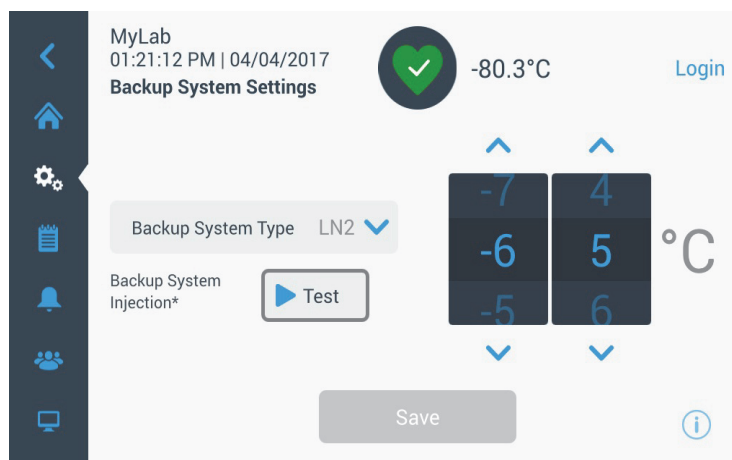 MyLab
01:21:12 PM | 04/04/2017
Backup System Settings
-80.3°C
Login
-7 4
Backup System Type LN2
-6 5 °C
Backup System
Injection*
Test
-5 6
Save
i